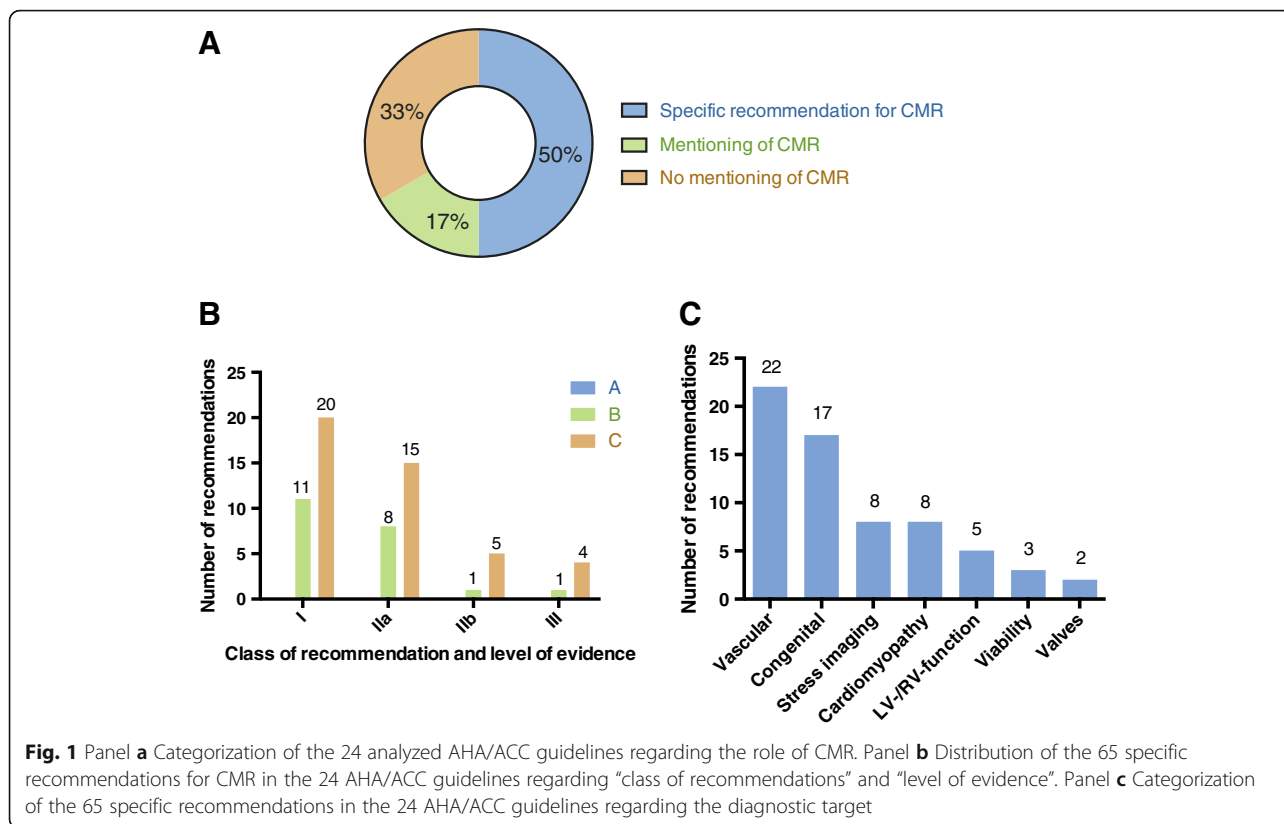 A
33%
50%
17%
Specific recommendation for CMR
Mentioning of CMR
No mentioning of CMR
B
Number of recommendations
25
20
15
10
5
0
11
20
8
15
1
5
1
4
A
B
C
I
IIa
IIb
III
Class of recommendation and level of evidence
C
Number of recommendations
25
20
15
10
5
0
22
17
8
8
5
3
2
Vascular
Congenital
Stress imaging
Cardiomyopathy
LV-/RV-function
Viability
Valves
Fig. 1 Panel a Categorization of the 24 analyzed AHA/ACC guidelines regarding the role of CMR. Panel b Distribution of the 65 specific
recommendations for CMR in the 24 AHA/ACC guidelines regarding “class of recommendations” and “level of evidence”. Panel c Categorization
of the 65 specific recommendations in the 24 AHA/ACC guidelines regarding the diagnostic target